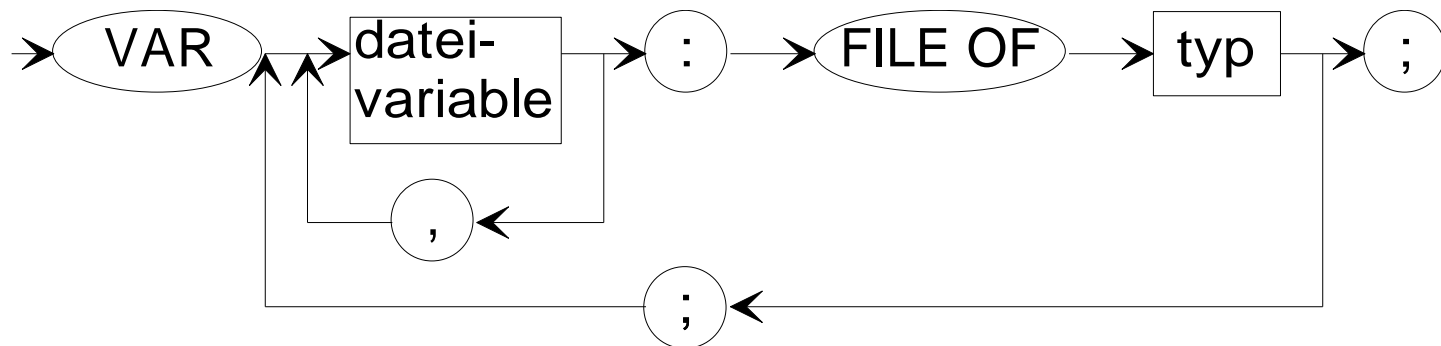 VAR datei- : FILE OF typ ;
variable
,
;